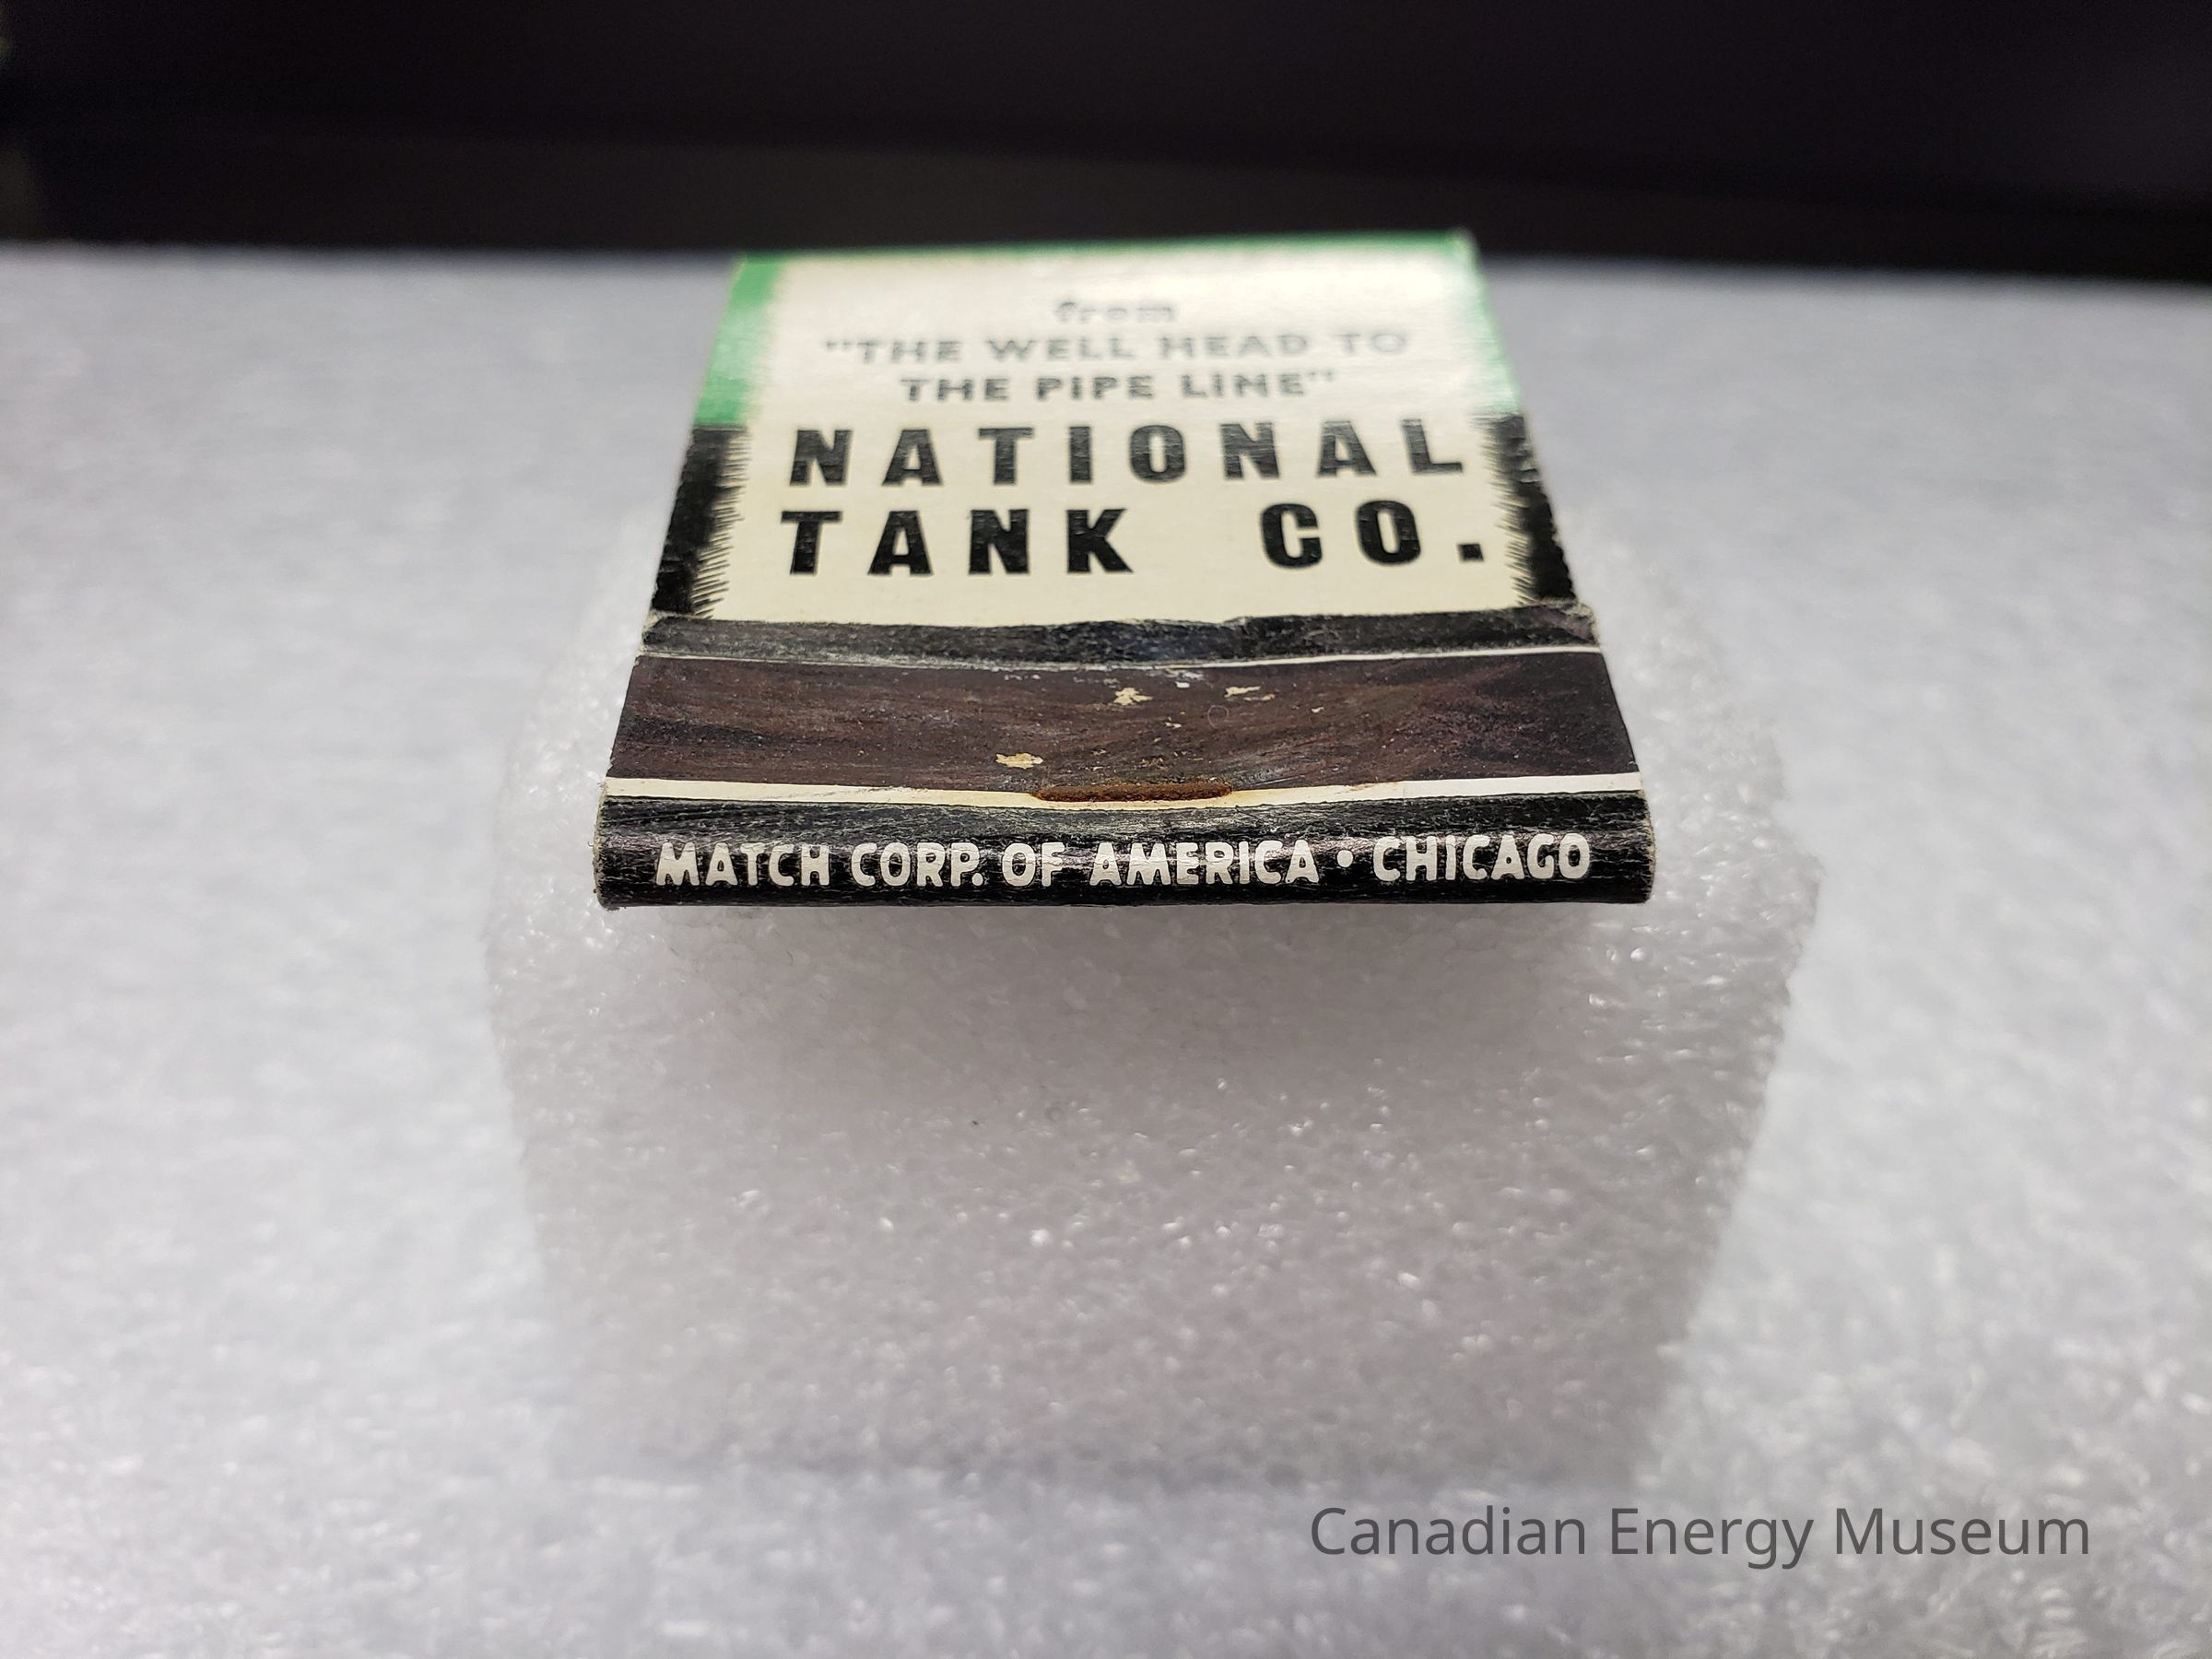 from
"THE WELL HEAD TO
THE PIPE LINE"
NATIONAL
TANK CO.
MATCH CORP. OF AMERICA • CHICAGO
Canadian Energy Museum